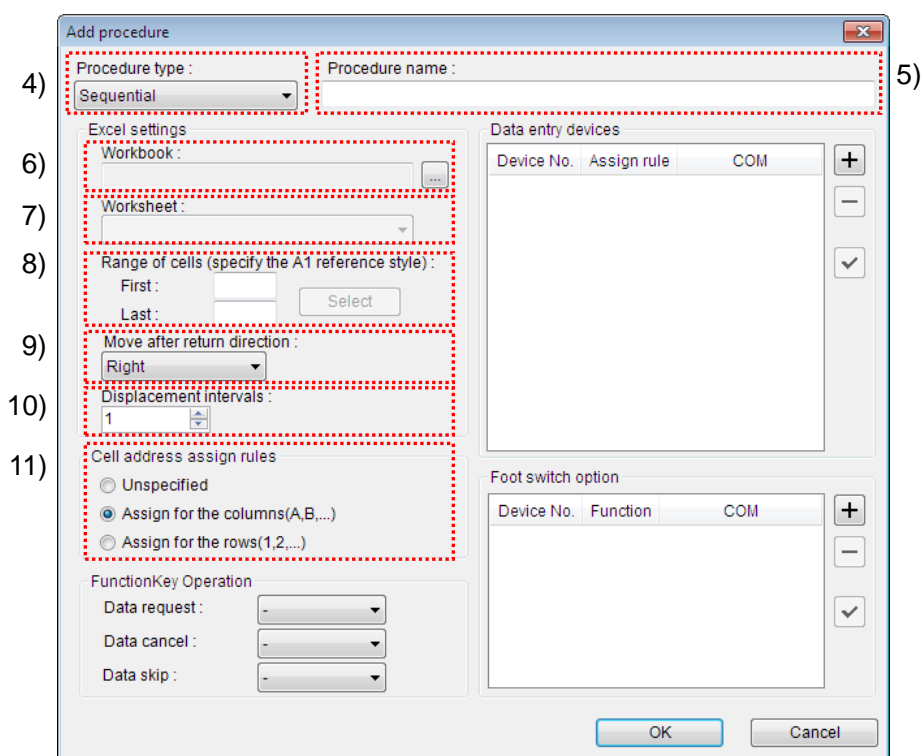 Add procedure
4)
Procedure type :
Sequential
Procedure name :
5)
Excel settings
6)
Workbook :
...
7)
Worksheet :
8)
Range of cells (specify the A1 reference style) :
First :
Last :
Select
9)
Move after return direction :
Right
10)
Displacement intervals :
1
11)
Cell address assign rules
Unspecified
Assign for the columns(A,B,...)
Assign for the rows(1,2,...)
FunctionKey Operation
Data request :
-
Data cancel :
-
Data skip :
-
Data entry devices
Device No. Assign rule COM
Foot switch option
Device No. Function COM
OK
Cancel